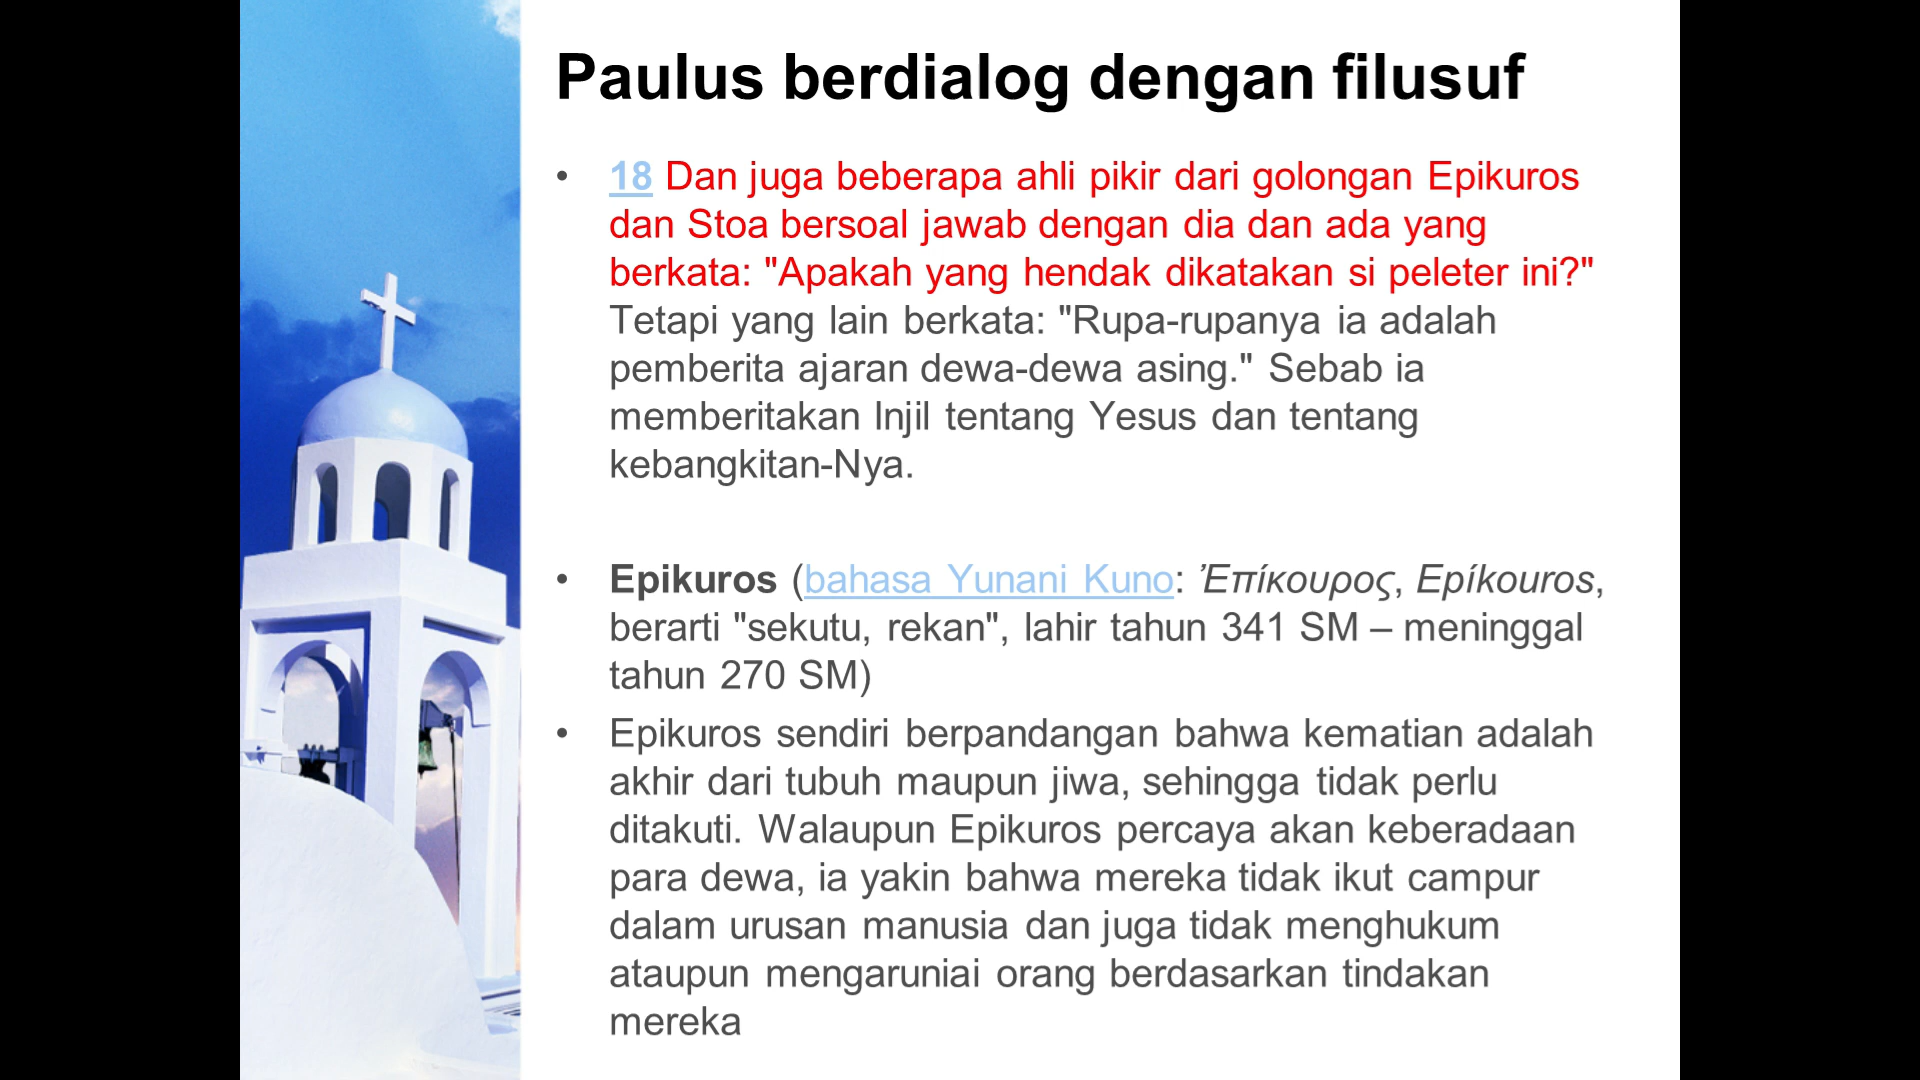 Paulus berdialog dengan filusuf
• 18 Dan juga beberapa ahli pikir dari golongan Epikuros
dan Stoa bersoal jawab dengan dia dan ada yang
berkata: "Apakah yang hendak dikatakan si peleter ini?"
Tetapi yang lain berkata: "Rupa-rupanya ia adalah
pemberita ajaran dewa-dewa asing." Sebab ia
memberitakan Injil tentang Yesus dan tentang
kebangkitan-Nya.
• Epikuros (bahasa Yunani Kuno: Ἐπίκουρος, Epíkouros,
berarti "sekutu, rekan", lahir tahun 341 SM – meninggal
tahun 270 SM)
• Epikuros sendiri berpandangan bahwa kematian adalah
akhir dari tubuh maupun jiwa, sehingga tidak perlu
ditakuti. Walaupun Epikuros percaya akan keberadaan
para dewa, ia yakin bahwa mereka tidak ikut campur
dalam urusan manusia dan juga tidak menghukum
ataupun mengaruniai orang berdasarkan tindakan
mereka